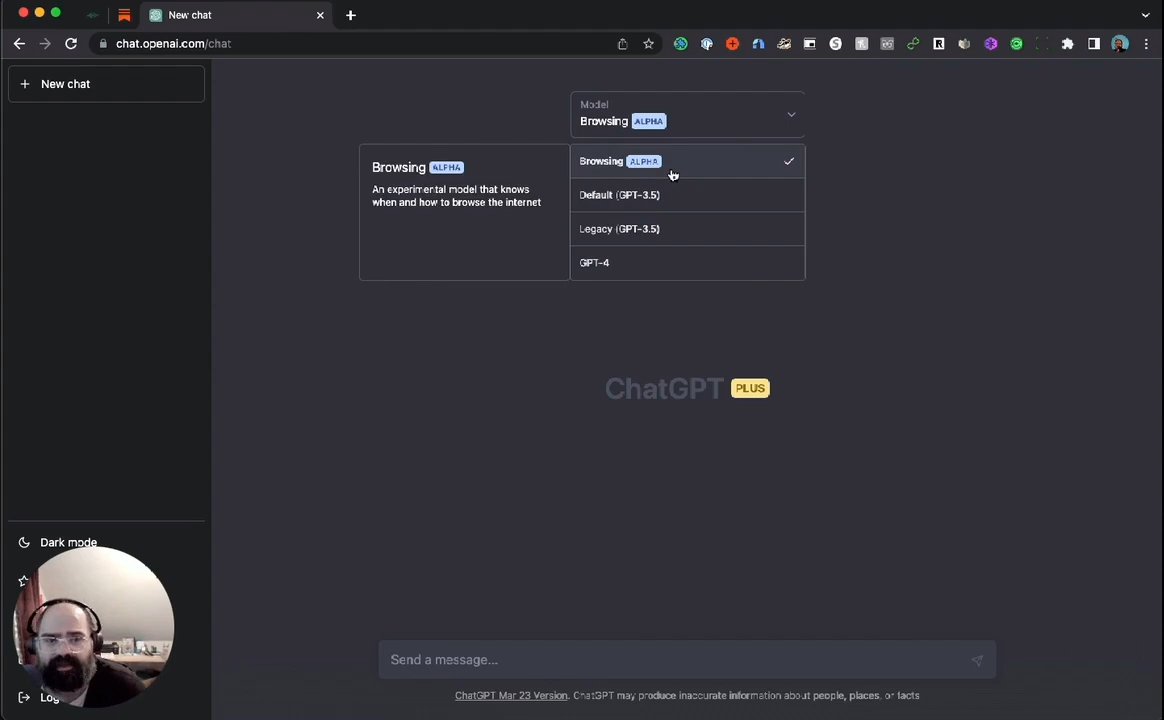 New chat
chat.openai.com/chat
New chat
Model
Browsing ALPHA
Browsing ALPHA
An experimental model that knows
when and how to browse the internet
Browsing ALPHA
Default (GPT-3.5)
Legacy (GPT-3.5)
GPT-4
ChatGPT PLUS
Dark mode
Send a message...
ChatGPT Mar 23 Version. ChatGPT may produce inaccurate information about people, places, or facts